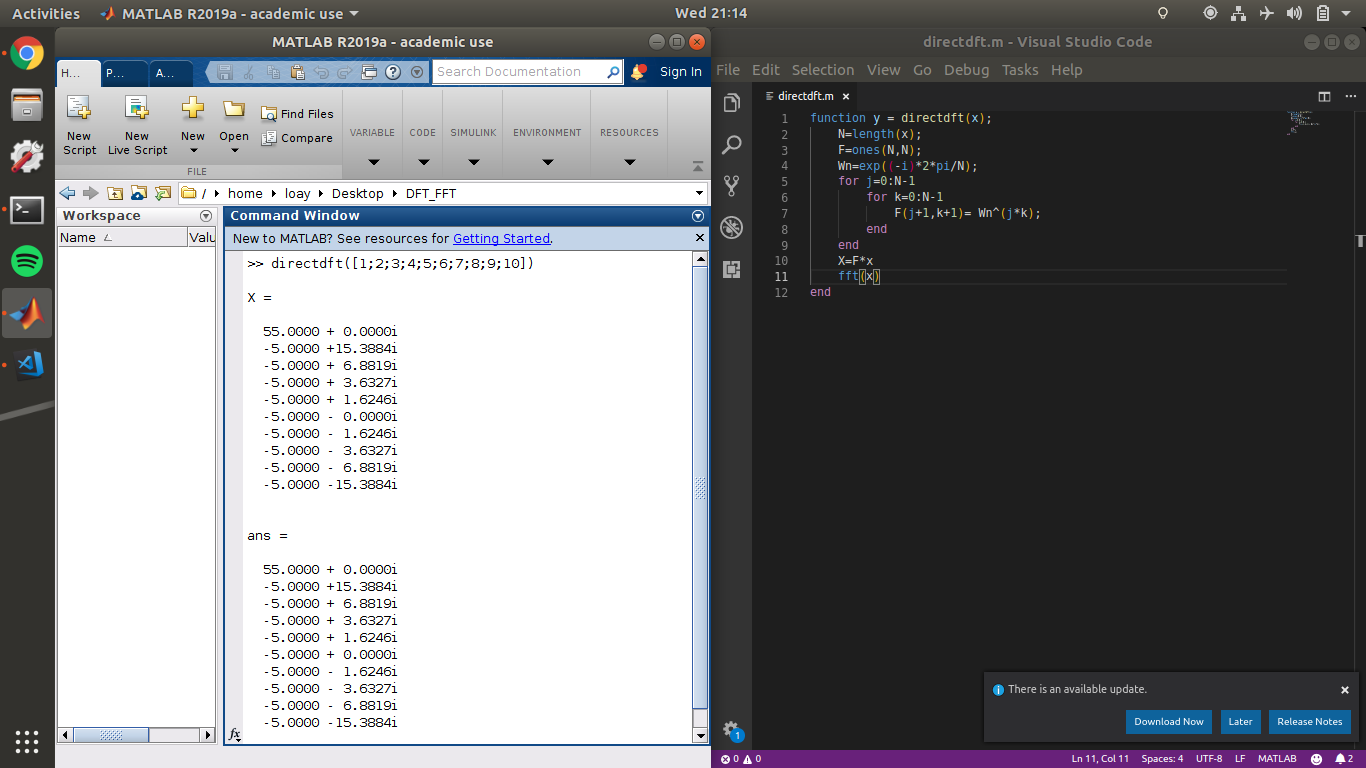 Activities MATLAB R2019a - academic use Wed 21:14
MATLAB R2019a - academic use
H... P... A... Search Documentation Sign In
New Script
New Live Script
New
Open
Find Files
Compare
FILE
VARIABLE CODE SIMULINK ENVIRONMENT RESOURCES
/ home loay Desktop DFT_FFT
Workspace
Name Valu
Command Window
New to MATLAB? See resources for Getting Started.
>> directdft([1;2;3;4;5;6;7;8;9;10])
X =
55.0000 + 0.0000i
-5.0000 +15.3884i
-5.0000 + 6.8819i
-5.0000 + 3.6327i
-5.0000 + 1.6246i
-5.0000 - 0.0000i
-5.0000 - 1.6246i
-5.0000 - 3.6327i
-5.0000 - 6.8819i
-5.0000 -15.3884i
ans =
55.0000 + 0.0000i
-5.0000 +15.3884i
-5.0000 + 6.8819i
-5.0000 + 3.6327i
-5.0000 + 1.6246i
-5.0000 + 0.0000i
-5.0000 - 1.6246i
-5.0000 - 3.6327i
-5.0000 - 6.8819i
-5.0000 -15.3884i
fx
directdft.m - Visual Studio Code
File Edit Selection View Go Debug Tasks Help
directdft.m
1 function y = directdft(x);
2 N=length(x);
3 F=ones(N,N);
4 Wn=exp((-i)*2*pi/N);
5 for j=0:N-1
6 for k=0:N-1
7 F(j+1,k+1)= Wn^(j*k);
8 end
9 end
10 X=F*x
11 fft(x)
12 end
There is an available update.
Download Now Later Release Notes
1
0 0 Ln 11, Col 11 Spaces: 4 UTF-8 LF MATLAB 2